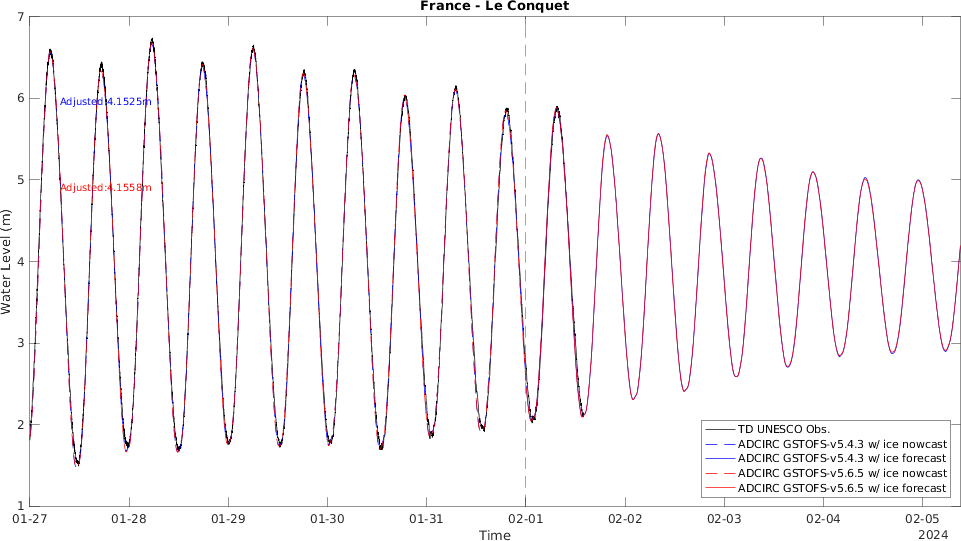 France - Le Conquet
7
6
5
4
3
2
1
Water Level (m)
Adjusted:4.1525m
Adjusted:4.1558m
TD UNESCO Obs.
ADCIRC GSTOFS-v5.4.3 w/ ice nowcast
ADCIRC GSTOFS-v5.4.3 w/ ice forecast
ADCIRC GSTOFS-v5.6.5 w/ ice nowcast
ADCIRC GSTOFS-v5.6.5 w/ ice forecast
01-27 01-28 01-29 01-30 01-31 02-01 02-02 02-03 02-04 02-05
Time
2024